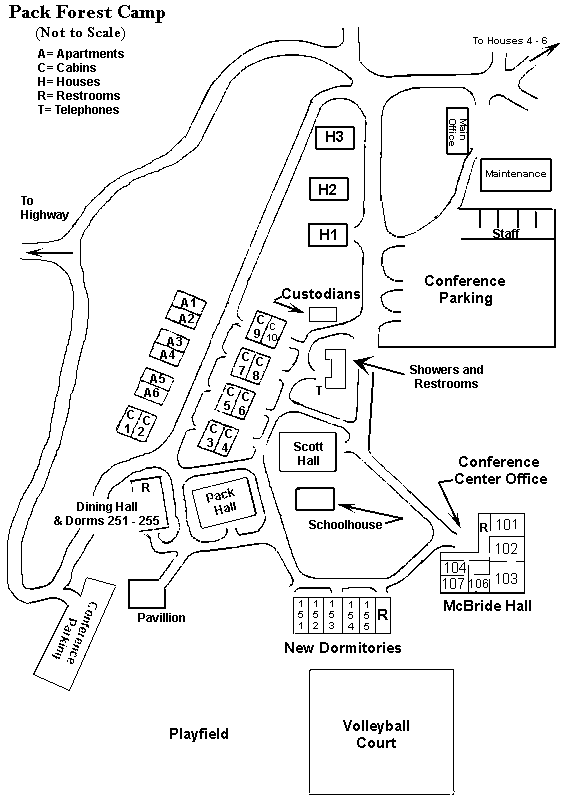 Pack Forest Camp
(Not to Scale)
A= Apartments
C= Cabins
H= Houses
R= Restrooms
T= Telephones
To Houses 4 - 6
Main
Office
H3
Maintenance
H2
To
Highway
H1
Staff
Conference
Parking
Custodians
A1
A2
C
9
C
10
A3
A4
C
7
C
8
Showers and
Restrooms
A5
A6
T
C
5
C
6
C
1
C
2
C
3
C
4
Scott
Hall
Conference
Center Office
R
Pack
Hall
Dining Hall
& Dorms 251 - 255
Schoolhouse
R
101
102
104
103
107
106
McBride Hall
Conference
Parking
Pavillion
151
152
153
154
155
R
New Dormitories
Playfield
Volleyball
Court